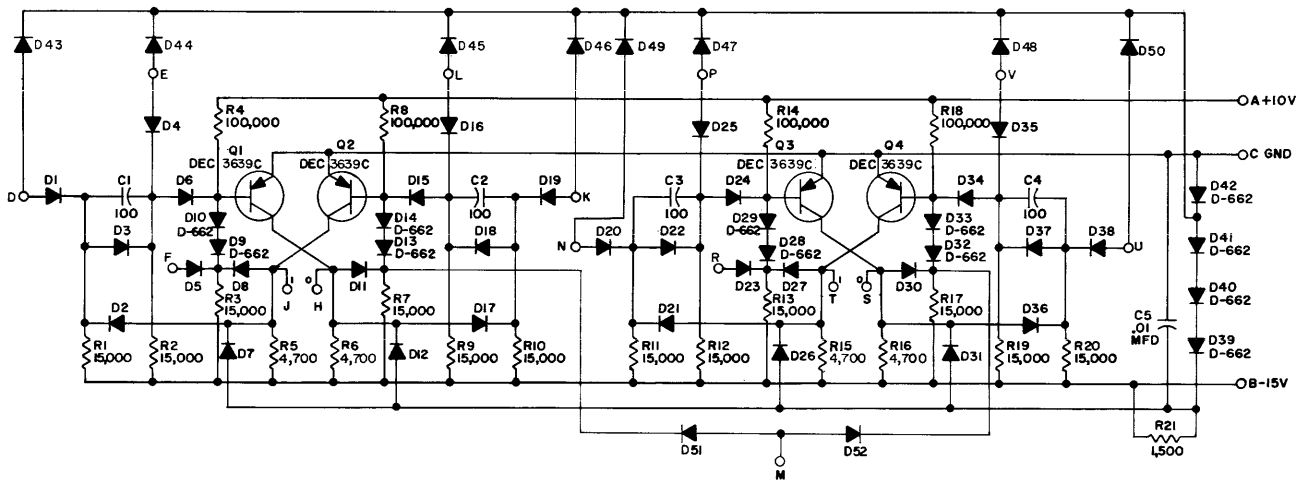 D43
D44
D45
D46
D49
D47
D48
D50
E
L
P
V
R4
100,000
R8
100,000
R14
100,000
R18
100,000
A+10V
D4
D16
D25
D35
Q1
DEC 3639C
Q2
DEC 3639C
Q3
DEC 3639C
Q4
DEC 3639C
C GND
D
D1
C1
100
D6
D15
C2
100
D19
K
C3
100
D24
D34
C4
100
D42
D-662
D10
D-662
D14
D-662
D29
D-662
D33
D-662
D3
D9
D-662
D13
D-662
D18
N
D20
D22
D28
D-662
D32
D-662
D37
D38
U
D41
D-662
F
D5
D8
1
J
0
H
D11
R
D23
D27
1
T
0
S
D30
D40
D-662
D2
R3
15,000
R7
15,000
D17
D21
R13
15,000
R17
15,000
D36
C5
.01
MFD
D39
D-662
R1
15,000
R2
15,000
D7
R5
4,700
R6
4,700
D12
R9
15,000
R10
15,000
R11
15,000
R12
15,000
D26
R15
4,700
R16
4,700
D31
R19
15,000
R20
15,000
B-15V
R21
1,500
D51
D52
M